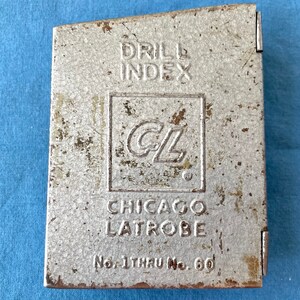 DRILL
INDEX
CL
CHICAGO
LATROBE
No. 1 THRU No. 60